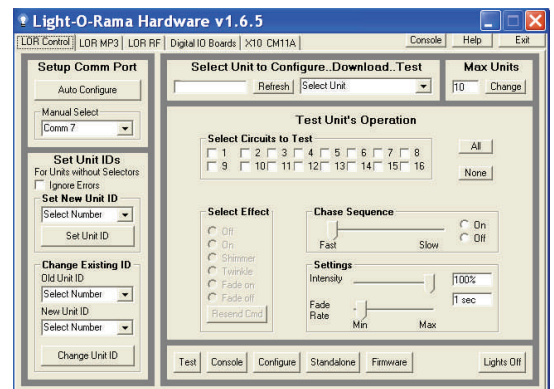 Light-O-Rama Hardware v1.6.5
LOR Control LOR MP3 LOR RF Digital IO Boards X10 CM11A Console Help Exit
Setup Comm Port
Auto Configure
Manual Select
Comm 7
Set Unit IDs
For Units without Selectors
Ignore Errors
Set New Unit ID
Select Number
Set Unit ID
Change Existing ID
Old Unit ID
Select Number
New Unit ID
Select Number
Change Unit ID
Select Unit to Configure..Download..Test
Refresh Select Unit
Max Units
10 Change
Test Unit's Operation
Select Circuits to Test
1 2 3 4 5 6 7 8
9 10 11 12 13 14 15 16
All
None
Select Effect
Off
On
Shimmer
Twinkle
Fade on
Fade off
Resend Cmd
Chase Sequence
Fast Slow
On
Off
Settings
Intensity 100%
Fade Rate 1 sec
Min Max
Test Console Configure Standalone Firmware Lights Off